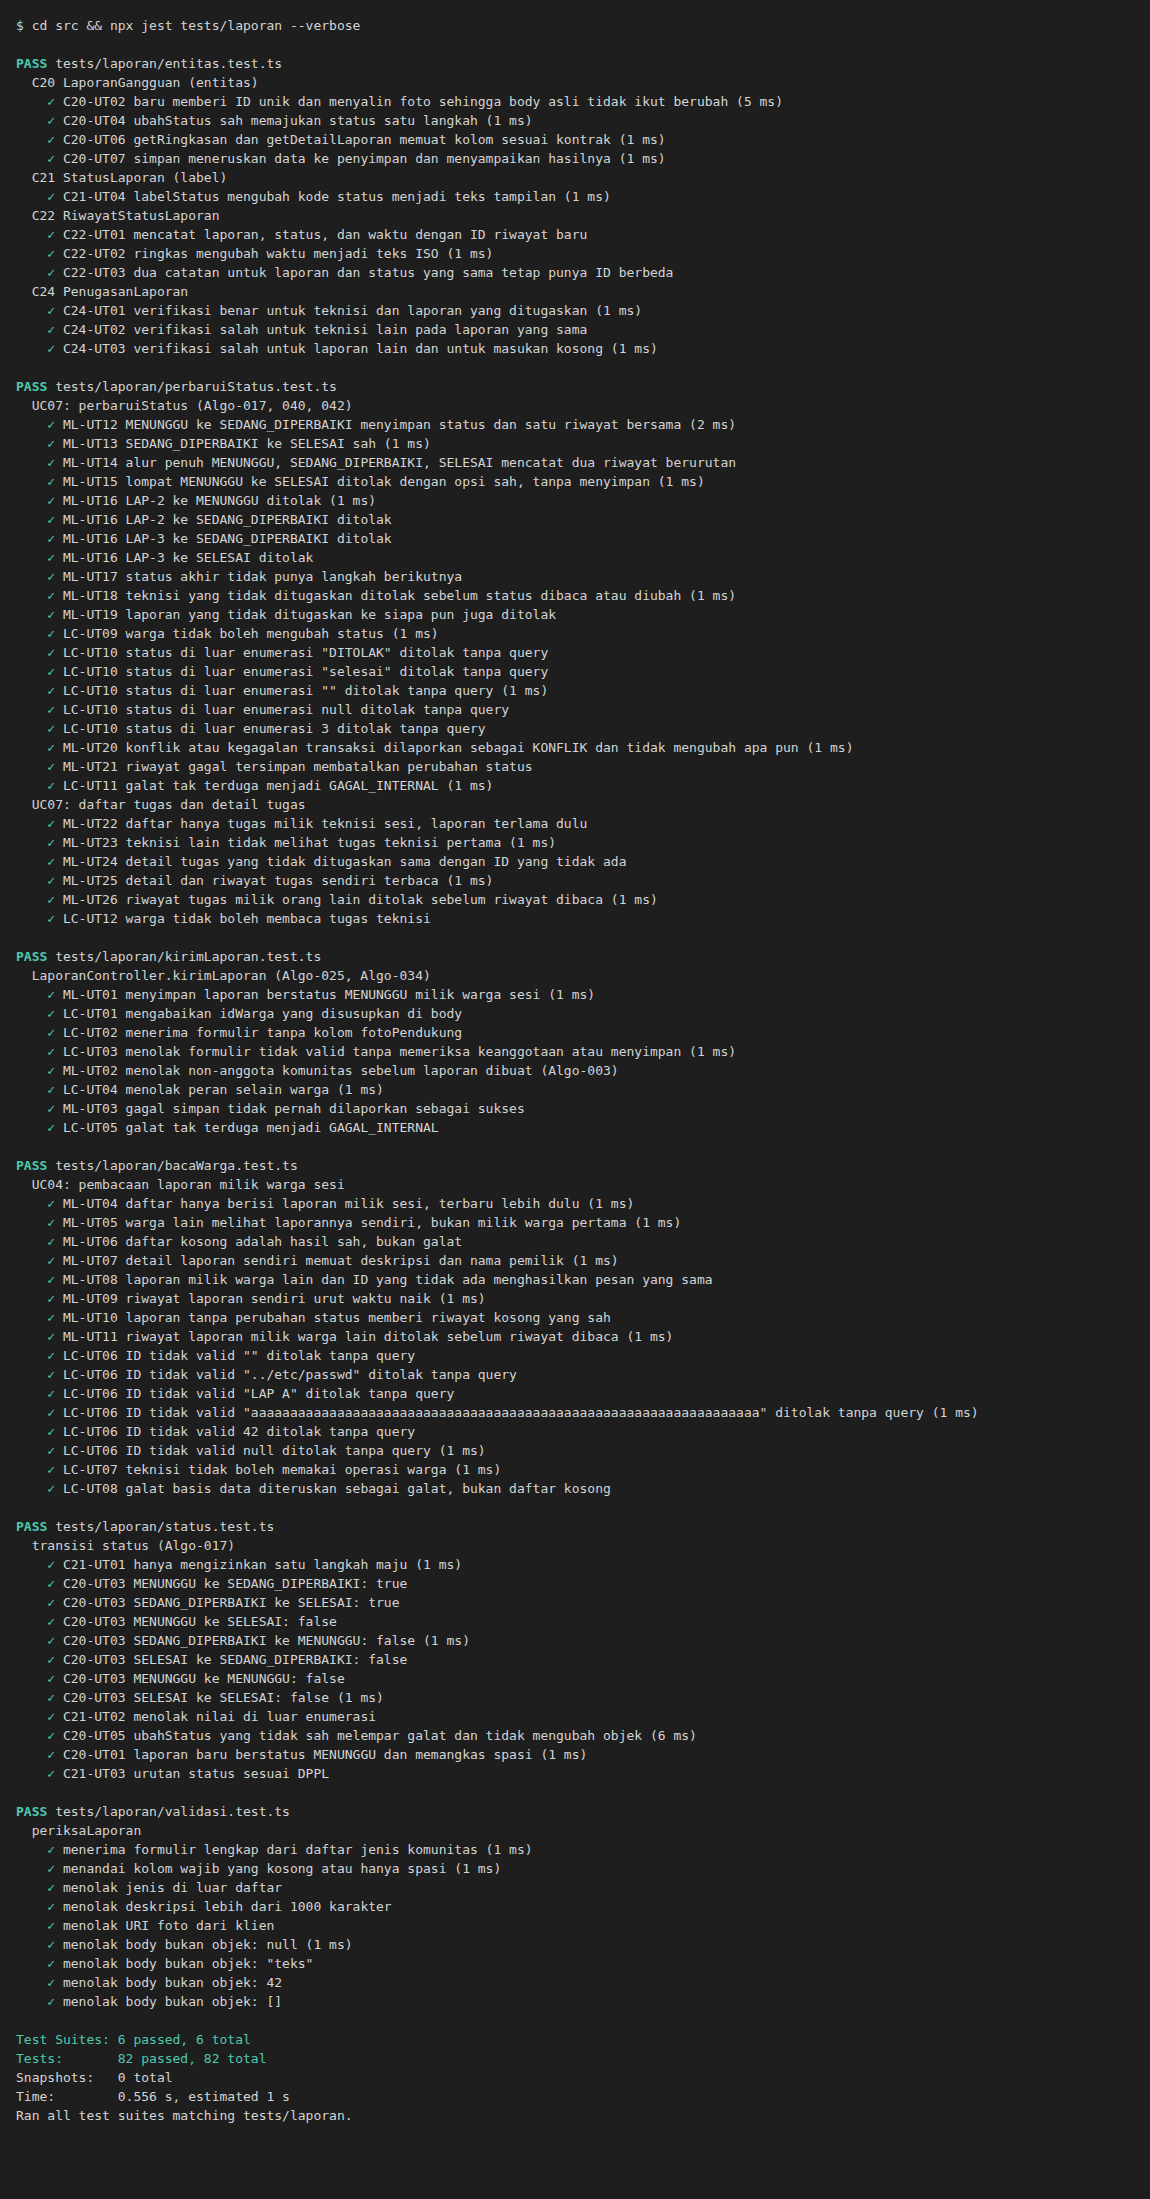 $ cd src && npx jest tests/laporan --verbose
PASS tests/laporan/entitas.test.ts
C20 LaporanGangguan (entitas)
✓ C20-UT02 baru memberi ID unik dan menyalin foto sehingga body asli tidak ikut berubah (5 ms)
✓ C20-UT04 ubahStatus sah memajukan status satu langkah (1 ms)
✓ C20-UT06 getRingkasan dan getDetailLaporan memuat kolom sesuai kontrak (1 ms)
✓ C20-UT07 simpan meneruskan data ke penyimpan dan menyampaikan hasilnya (1 ms)
C21 StatusLaporan (label)
✓ C21-UT04 labelStatus mengubah kode status menjadi teks tampilan (1 ms)
C22 RiwayatStatusLaporan
✓ C22-UT01 mencatat laporan, status, dan waktu dengan ID riwayat baru
✓ C22-UT02 ringkas mengubah waktu menjadi teks ISO (1 ms)
✓ C22-UT03 dua catatan untuk laporan dan status yang sama tetap punya ID berbeda
C24 PenugasanLaporan
✓ C24-UT01 verifikasi benar untuk teknisi dan laporan yang ditugaskan (1 ms)
✓ C24-UT02 verifikasi salah untuk teknisi lain pada laporan yang sama
✓ C24-UT03 verifikasi salah untuk laporan lain dan untuk masukan kosong (1 ms)
PASS tests/laporan/perbaruiStatus.test.ts
UC07: perbaruiStatus (Algo-017, 040, 042)
✓ ML-UT12 MENUNGGU ke SEDANG_DIPERBAIKI menyimpan status dan satu riwayat bersama (2 ms)
✓ ML-UT13 SEDANG_DIPERBAIKI ke SELESAI sah (1 ms)
✓ ML-UT14 alur penuh MENUNGGU, SEDANG_DIPERBAIKI, SELESAI mencatat dua riwayat berurutan
✓ ML-UT15 lompat MENUNGGU ke SELESAI ditolak dengan opsi sah, tanpa menyimpan (1 ms)
✓ ML-UT16 LAP-2 ke MENUNGGU ditolak (1 ms)
✓ ML-UT16 LAP-2 ke SEDANG_DIPERBAIKI ditolak
✓ ML-UT16 LAP-3 ke SEDANG_DIPERBAIKI ditolak
✓ ML-UT16 LAP-3 ke SELESAI ditolak
✓ ML-UT17 status akhir tidak punya langkah berikutnya
✓ ML-UT18 teknisi yang tidak ditugaskan ditolak sebelum status dibaca atau diubah (1 ms)
✓ ML-UT19 laporan yang tidak ditugaskan ke siapa pun juga ditolak
✓ LC-UT09 warga tidak boleh mengubah status (1 ms)
✓ LC-UT10 status di luar enumerasi "DITOLAK" ditolak tanpa query
✓ LC-UT10 status di luar enumerasi "selesai" ditolak tanpa query
✓ LC-UT10 status di luar enumerasi "" ditolak tanpa query (1 ms)
✓ LC-UT10 status di luar enumerasi null ditolak tanpa query
✓ LC-UT10 status di luar enumerasi 3 ditolak tanpa query
✓ ML-UT20 konflik atau kegagalan transaksi dilaporkan sebagai KONFLIK dan tidak mengubah apa pun (1 ms)
✓ ML-UT21 riwayat gagal tersimpan membatalkan perubahan status
✓ LC-UT11 galat tak terduga menjadi GAGAL_INTERNAL (1 ms)
UC07: daftar tugas dan detail tugas
✓ ML-UT22 daftar hanya tugas milik teknisi sesi, laporan terlama dulu
✓ ML-UT23 teknisi lain tidak melihat tugas teknisi pertama (1 ms)
✓ ML-UT24 detail tugas yang tidak ditugaskan sama dengan ID yang tidak ada
✓ ML-UT25 detail dan riwayat tugas sendiri terbaca (1 ms)
✓ ML-UT26 riwayat tugas milik orang lain ditolak sebelum riwayat dibaca (1 ms)
✓ LC-UT12 warga tidak boleh membaca tugas teknisi
PASS tests/laporan/kirimLaporan.test.ts
LaporanController.kirimLaporan (Algo-025, Algo-034)
✓ ML-UT01 menyimpan laporan berstatus MENUNGGU milik warga sesi (1 ms)
✓ LC-UT01 mengabaikan idWarga yang disusupkan di body
✓ LC-UT02 menerima formulir tanpa kolom fotoPendukung
✓ LC-UT03 menolak formulir tidak valid tanpa memeriksa keanggotaan atau menyimpan (1 ms)
✓ ML-UT02 menolak non-anggota komunitas sebelum laporan dibuat (Algo-003)
✓ LC-UT04 menolak peran selain warga (1 ms)
✓ ML-UT03 gagal simpan tidak pernah dilaporkan sebagai sukses
✓ LC-UT05 galat tak terduga menjadi GAGAL_INTERNAL
PASS tests/laporan/bacaWarga.test.ts
UC04: pembacaan laporan milik warga sesi
✓ ML-UT04 daftar hanya berisi laporan milik sesi, terbaru lebih dulu (1 ms)
✓ ML-UT05 warga lain melihat laporannya sendiri, bukan milik warga pertama (1 ms)
✓ ML-UT06 daftar kosong adalah hasil sah, bukan galat
✓ ML-UT07 detail laporan sendiri memuat deskripsi dan nama pemilik (1 ms)
✓ ML-UT08 laporan milik warga lain dan ID yang tidak ada menghasilkan pesan yang sama
✓ ML-UT09 riwayat laporan sendiri urut waktu naik (1 ms)
✓ ML-UT10 laporan tanpa perubahan status memberi riwayat kosong yang sah
✓ ML-UT11 riwayat laporan milik warga lain ditolak sebelum riwayat dibaca (1 ms)
✓ LC-UT06 ID tidak valid "" ditolak tanpa query
✓ LC-UT06 ID tidak valid "../etc/passwd" ditolak tanpa query
✓ LC-UT06 ID tidak valid "LAP A" ditolak tanpa query
✓ LC-UT06 ID tidak valid "aaaaaaaaaaaaaaaaaaaaaaaaaaaaaaaaaaaaaaaaaaaaaaaaaaaaaaaaaaaaaaaaa" ditolak tanpa query (1 ms)
✓ LC-UT06 ID tidak valid 42 ditolak tanpa query
✓ LC-UT06 ID tidak valid null ditolak tanpa query (1 ms)
✓ LC-UT07 teknisi tidak boleh memakai operasi warga (1 ms)
✓ LC-UT08 galat basis data diteruskan sebagai galat, bukan daftar kosong
PASS tests/laporan/status.test.ts
transisi status (Algo-017)
✓ C21-UT01 hanya mengizinkan satu langkah maju (1 ms)
✓ C20-UT03 MENUNGGU ke SEDANG_DIPERBAIKI: true
✓ C20-UT03 SEDANG_DIPERBAIKI ke SELESAI: true
✓ C20-UT03 MENUNGGU ke SELESAI: false
✓ C20-UT03 SEDANG_DIPERBAIKI ke MENUNGGU: false (1 ms)
✓ C20-UT03 SELESAI ke SEDANG_DIPERBAIKI: false
✓ C20-UT03 MENUNGGU ke MENUNGGU: false
✓ C20-UT03 SELESAI ke SELESAI: false (1 ms)
✓ C21-UT02 menolak nilai di luar enumerasi
✓ C20-UT05 ubahStatus yang tidak sah melempar galat dan tidak mengubah objek (6 ms)
✓ C20-UT01 laporan baru berstatus MENUNGGU dan memangkas spasi (1 ms)
✓ C21-UT03 urutan status sesuai DPPL
PASS tests/laporan/validasi.test.ts
periksaLaporan
✓ menerima formulir lengkap dari daftar jenis komunitas (1 ms)
✓ menandai kolom wajib yang kosong atau hanya spasi (1 ms)
✓ menolak jenis di luar daftar
✓ menolak deskripsi lebih dari 1000 karakter
✓ menolak URI foto dari klien
✓ menolak body bukan objek: null (1 ms)
✓ menolak body bukan objek: "teks"
✓ menolak body bukan objek: 42
✓ menolak body bukan objek: []
Test Suites: 6 passed, 6 total
Tests:       82 passed, 82 total
Snapshots:   0 total
Time:        0.556 s, estimated 1 s
Ran all test suites matching tests/laporan.